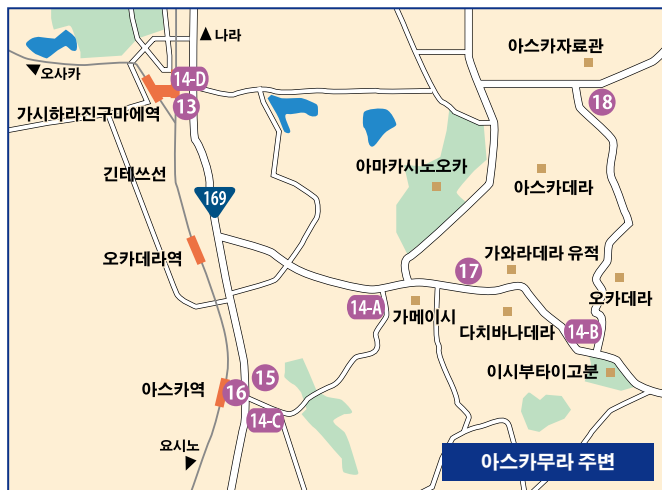 나라
오사카
14-D
13
가시하라진구마에역
아스카자료관
18
긴테쓰선
169
아마카시노오카
아스카데라
오카데라역
17
가와라데라 유적
오카데라
14-A
가메이시
다치바나데라
14-B
이시부타이고분
15
아스카역
16
14-C
요시노
아스카무라 주변